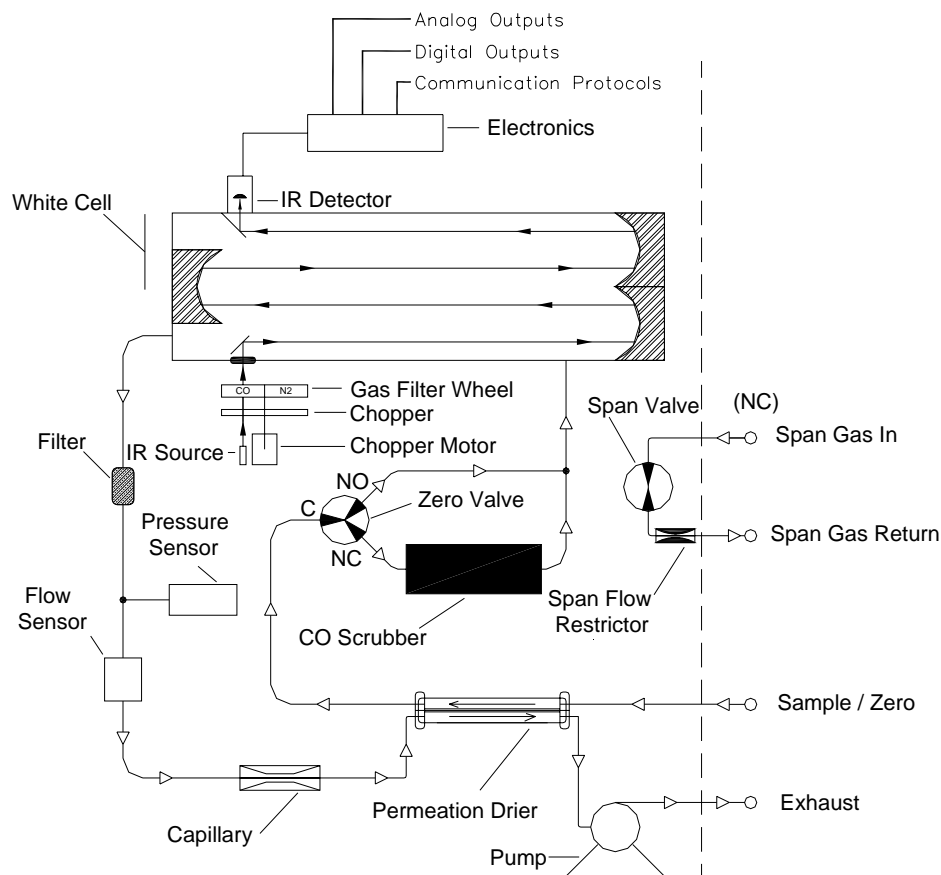 Analog Outputs
Digital Outputs
Communication Protocols
Electronics
White Cell
IR Detector
CO
N2
Gas Filter Wheel
Chopper
IR Source
Chopper Motor
Span Valve
(NC)
Span Gas In
Filter
NO
C
Zero Valve
NC
Pressure
Sensor
Span Gas Return
Flow
Sensor
CO Scrubber
Span Flow
Restrictor
Sample / Zero
Permeation Drier
Capillary
Exhaust
Pump